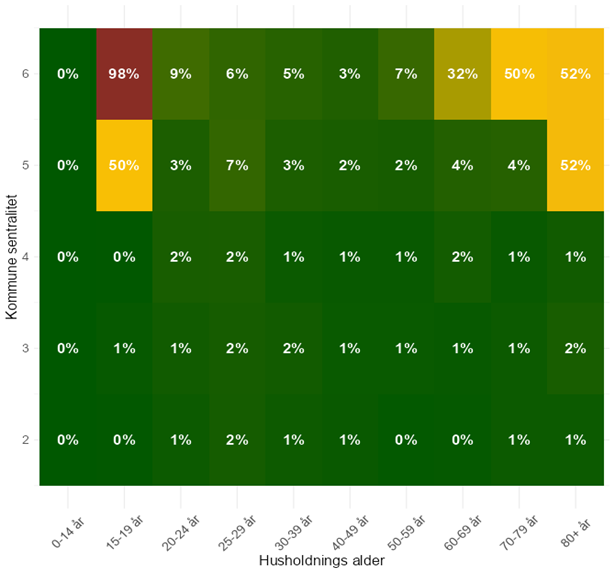 6 0% 98% 9% 6% 5% 3% 7% 32% 50% 52%
5 0% 50% 3% 7% 3% 2% 2% 4% 4% 52%
4 0% 0% 2% 2% 1% 1% 1% 2% 1% 1%
3 0% 1% 1% 2% 2% 1% 1% 1% 1% 2%
2 0% 0% 1% 2% 1% 1% 0% 0% 1% 1%
Kommune sentralitet
0-14 år 15-19 år 20-24 år 25-29 år 30-39 år 40-49 år 50-59 år 60-69 år 70-79 år 80+ år
Husholdnings alder